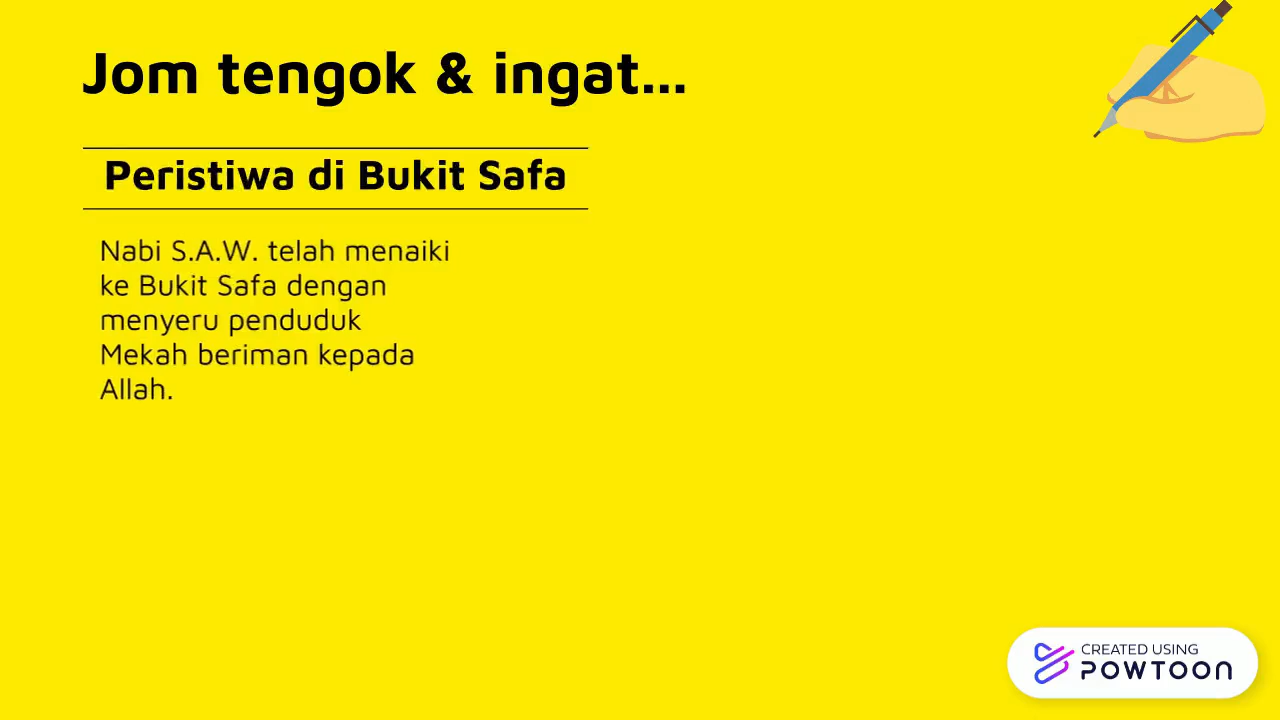 Jom tengok & ingat...
Peristiwa di Bukit Safa
Nabi S.A.W. telah menaiki
ke Bukit Safa dengan
menyeru penduduk
Mekah beriman kepada
Allah.
CREATED USING
POWTOON